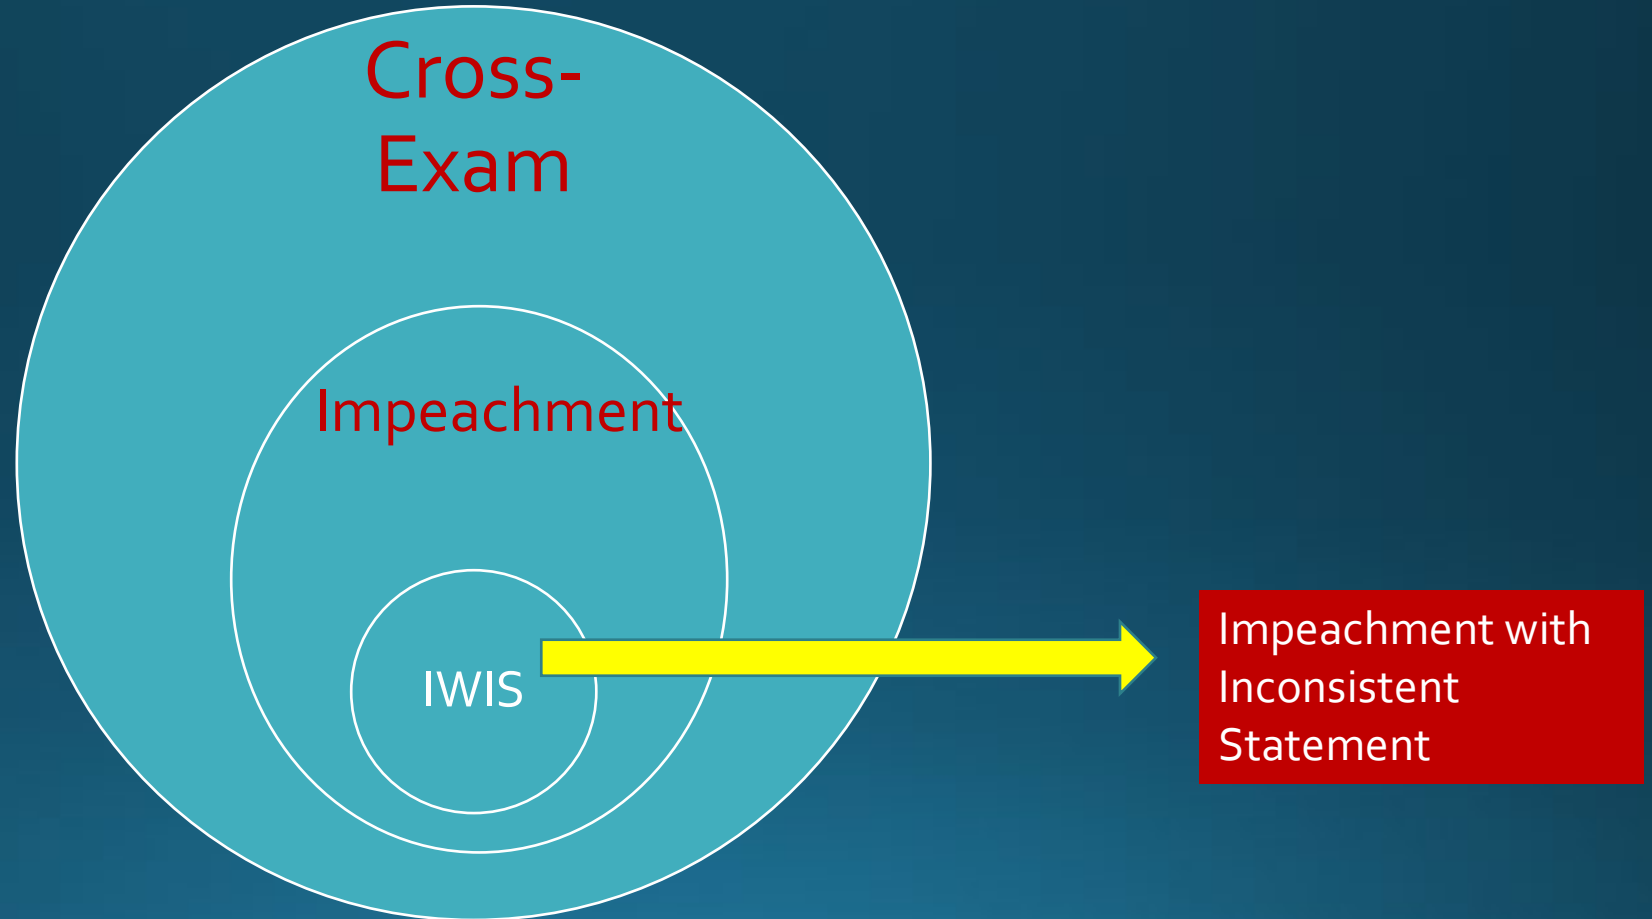 Cross-
Exam
Impeachment
IWIS
Impeachment with
Inconsistent
Statement